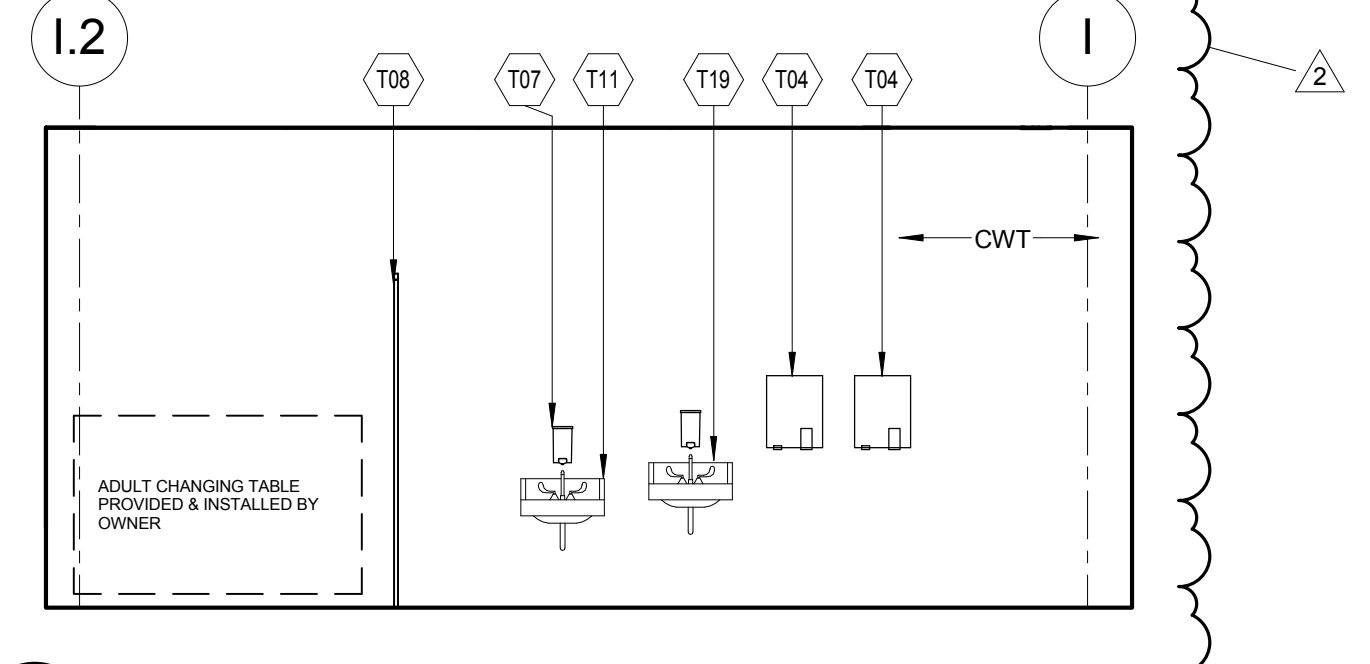 I.2
I
2
T08
T07
T11
T19
T04
T04
CWT
ADULT CHANGING TABLE
PROVIDED & INSTALLED BY
OWNER